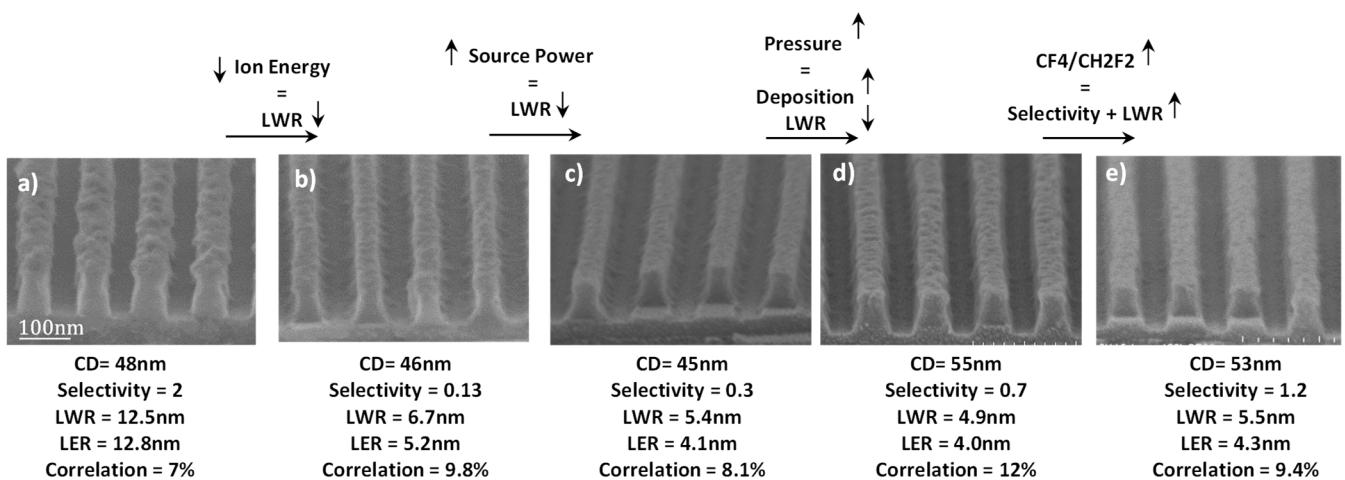 ↓ Ion Energy
=
LWR ↓
↑ Source Power
=
LWR ↓
Pressure ↑
=
Deposition ↑
LWR ↓
CF4/CH2F2 ↑
=
Selectivity + LWR ↑
a)
100nm
b)
c)
d)
e)
CD= 48nm
Selectivity = 2
LWR = 12.5nm
LER = 12.8nm
Correlation = 7%
CD= 46nm
Selectivity = 0.13
LWR = 6.7nm
LER = 5.2nm
Correlation = 9.8%
CD= 45nm
Selectivity = 0.3
LWR = 5.4nm
LER = 4.1nm
Correlation = 8.1%
CD= 55nm
Selectivity = 0.7
LWR = 4.9nm
LER = 4.0nm
Correlation = 12%
CD= 53nm
Selectivity = 1.2
LWR = 5.5nm
LER = 4.3nm
Correlation = 9.4%